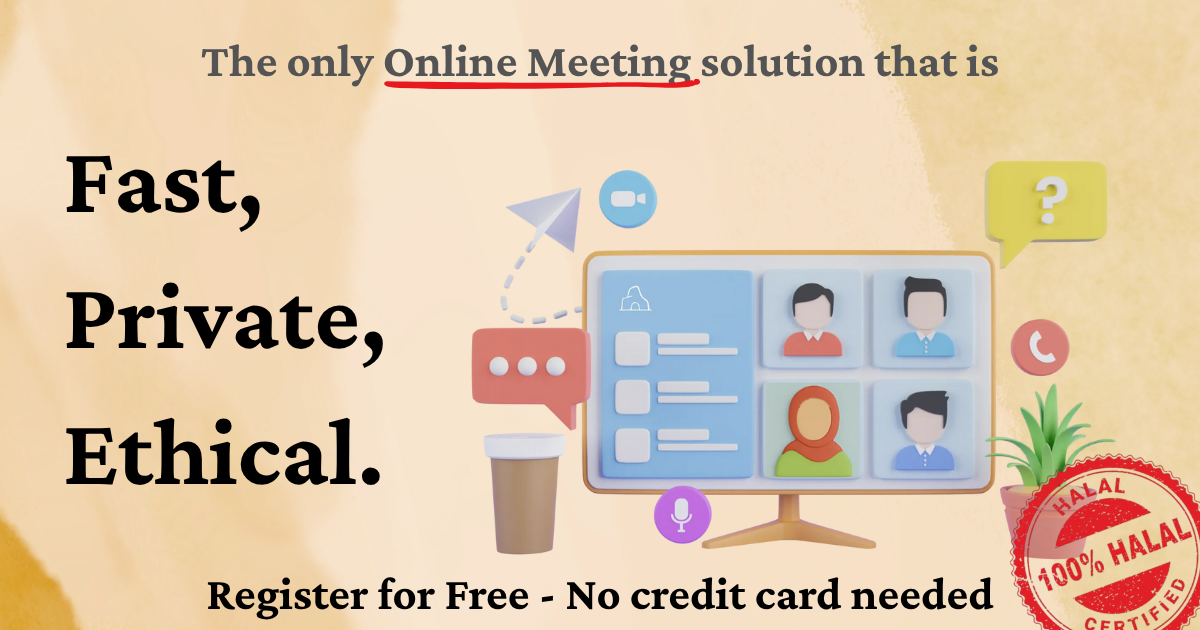 The only Online Meeting solution that is
Fast,
Private,
Ethical.
?
HALAL
100% HALAL
CERTIFIED
Register for Free - No credit card needed